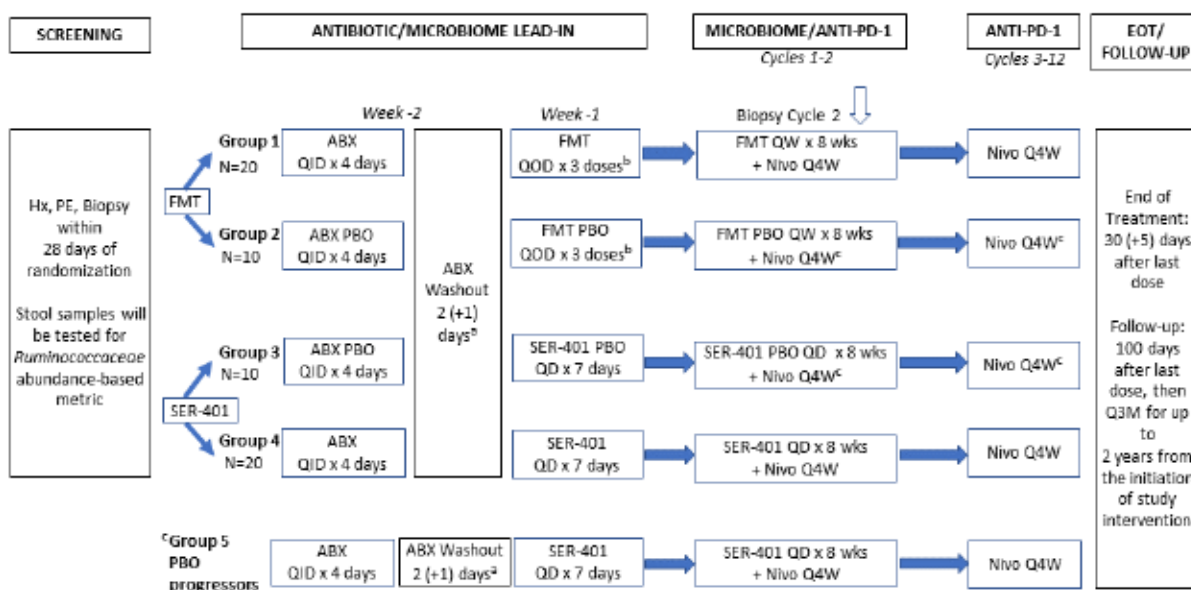 SCREENING
ANTIBIOTIC/MICROBIOME LEAD-IN
MICROBIOME/ANTI-PD-1
Cycles 1-2
ANTI-PD-1
Cycles 3-12
EOT/
FOLLOW-UP
Week -2
Week -1
Biopsy Cycle 2
Hx, PE, Biopsy
within
28 days of
randomization
Stool samples will
be tested for
Ruminococcaceae
abundance-based
metric
FMT
Group 1
N=20
ABX
QID x 4 days
FMT
QOD x 3 doses^b
FMT QW x 8 wks
+ Nivo Q4W
Nivo Q4W
Group 2
N=10
ABX PBO
QID x 4 days
ABX
Washout
2 (+1)
days^a
FMT PBO
QOD x 3 doses^b
FMT PBO QW x 8 wks
+ Nivo Q4W^c
Nivo Q4W^c
SER-401
Group 3
N=10
ABX PBO
QID x 4 days
SER-401 PBO
QD x 7 days
SER-401 PBO QD x 8 wks
+ Nivo Q4W^c
Nivo Q4W^c
Group 4
N=20
ABX
QID x 4 days
SER-401
QD x 7 days
SER-401 QD x 8 wks
+ Nivo Q4W
Nivo Q4W
^cGroup 5
PBO
progressors
ABX
QID x 4 days
ABX Washout
2 (+1) days^a
SER-401
QD x 7 days
SER-401 QD x 8 wks
+ Nivo Q4W
Nivo Q4W
End of
Treatment:
30 (+5) days
after last
dose
Follow-up:
100 days
after last
dose, then
Q3M for up
to
2 years from
the initiation
of study
intervention